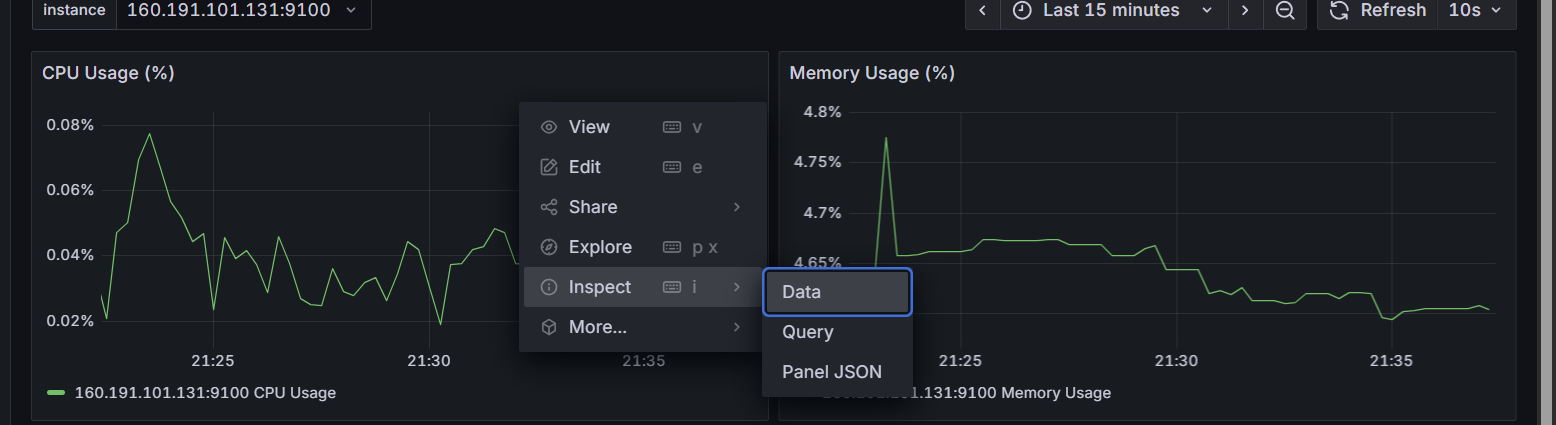 instance 160.191.101.131:9100
Last 15 minutes
Refresh 10s
CPU Usage (%)
0.08%
0.06%
0.04%
0.02%
21:25 21:30 21:35
160.191.101.131:9100 CPU Usage
View v
Edit e
Share
Explore p x
Inspect i
More...
Data
Query
Panel JSON
Memory Usage (%)
4.8%
4.75%
4.7%
4.65%
21:25 21:30 21:35
:9100 Memory Usage